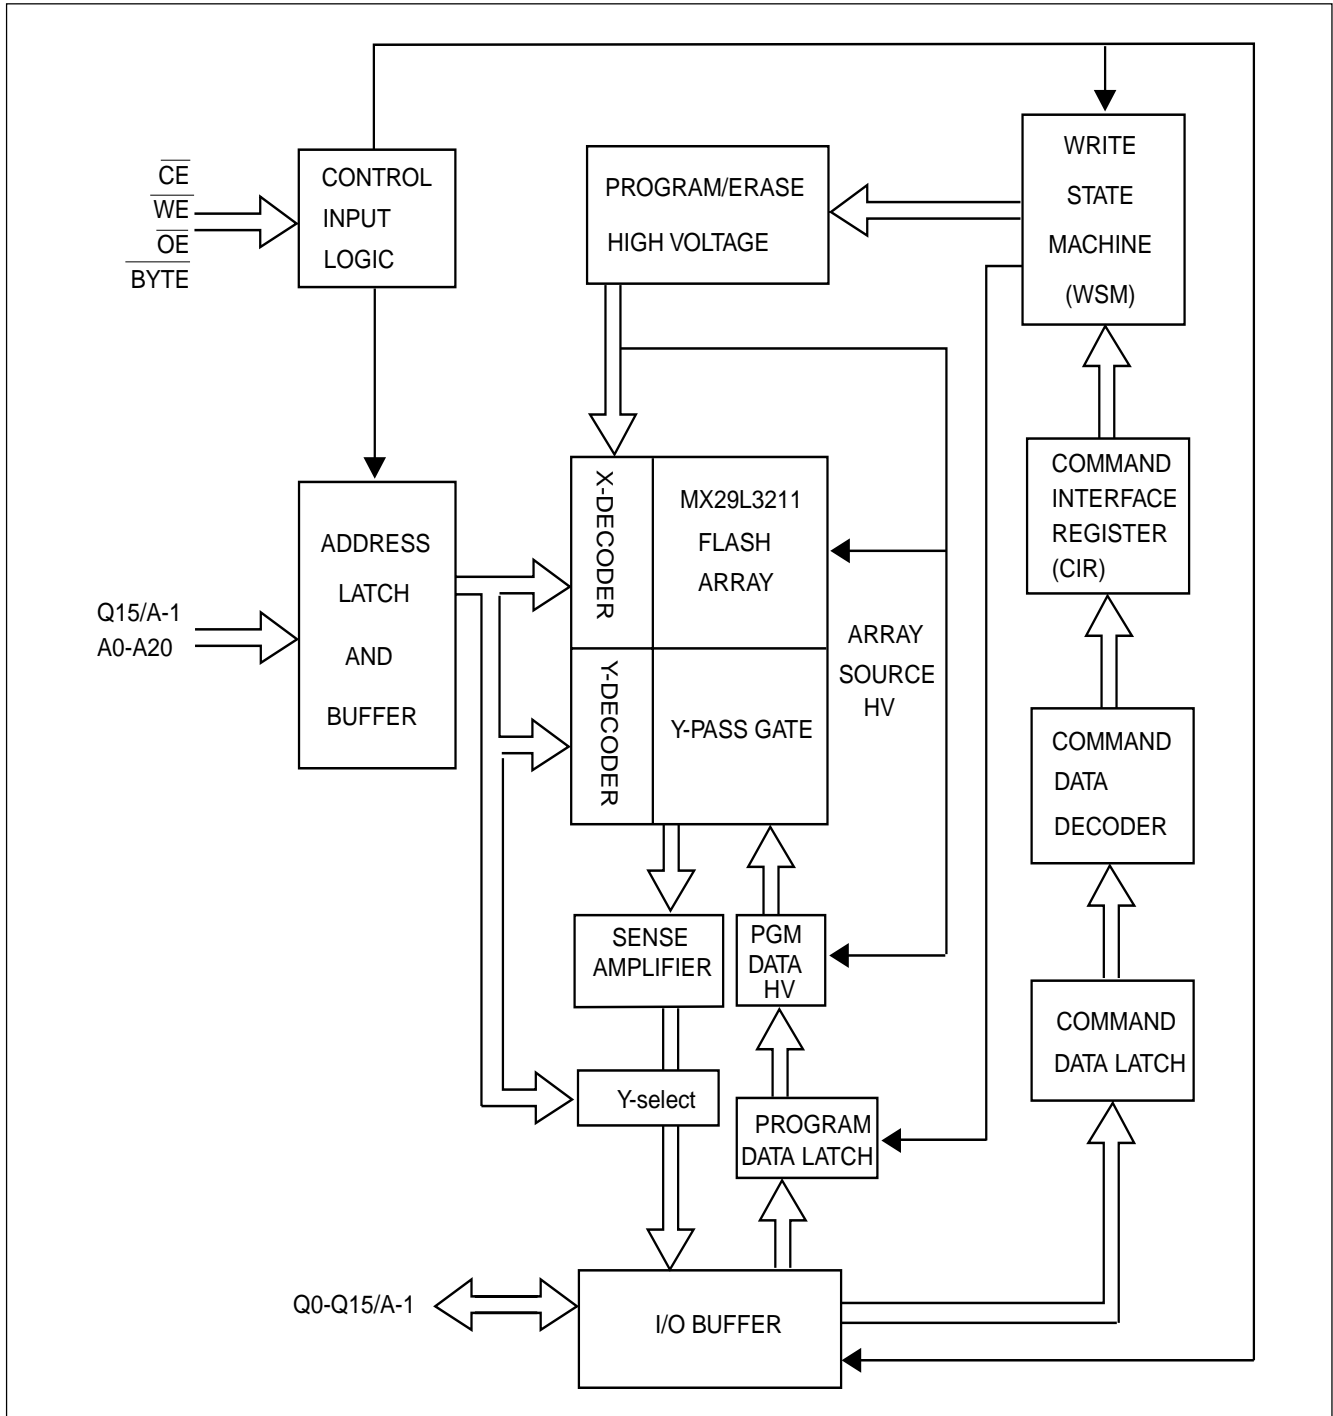 CE
WE
OE
BYTE
CONTROL
INPUT
LOGIC
PROGRAM/ERASE
HIGH VOLTAGE
WRITE
STATE
MACHINE
(WSM)
Q15/A-1
A0-A20
ADDRESS
LATCH
AND
BUFFER
X-DECODER
MX29L3211
FLASH
ARRAY
Y-DECODER
Y-PASS GATE
ARRAY
SOURCE
HV
COMMAND
INTERFACE
REGISTER
(CIR)
COMMAND
DATA
DECODER
SENSE
AMPLIFIER
PGM
DATA
HV
COMMAND
DATA LATCH
Y-select
PROGRAM
DATA LATCH
Q0-Q15/A-1
I/O BUFFER